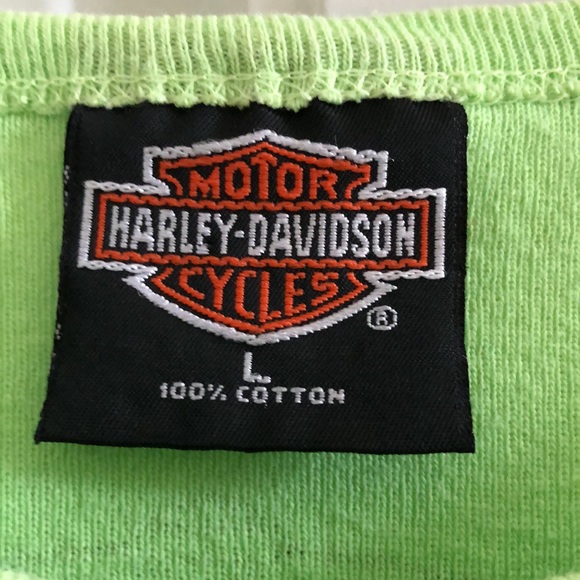 MOTOR
HARLEY-DAVIDSON
CYCLES
®
L
100% COTTON